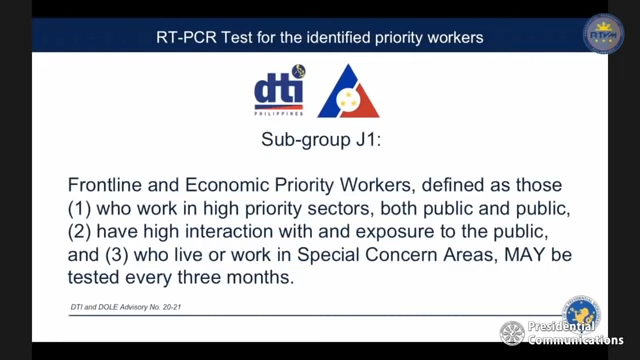 RT-PCR Test for the identified priority workers
RTVM
dti
PHILIPPINES
Sub-group J1:
Frontline and Economic Priority Workers, defined as those
(1) who work in high priority sectors, both public and public,
(2) have high interaction with and exposure to the public,
and (3) who live or work in Special Concern Areas, MAY be
tested every three months.
DTI and DOLE Advisory No. 20-21
Presidential
Communications